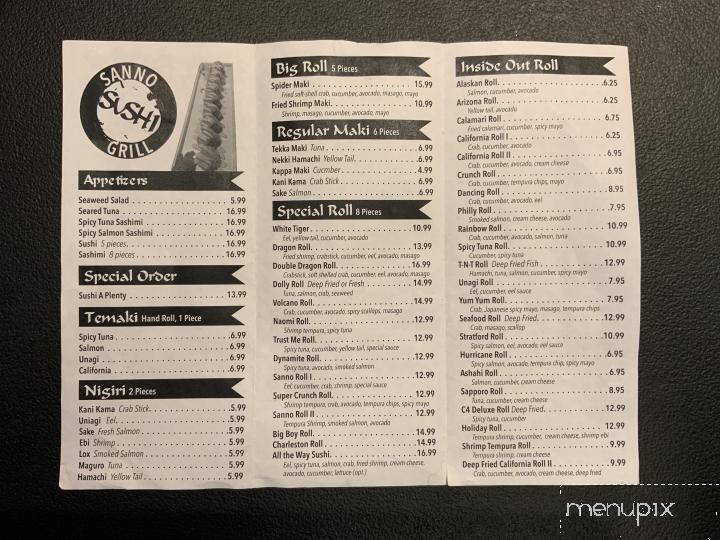 SANNO
SUSHI
GRILL
Appetizers
Seaweed Salad 5.99
Seared Tuna 16.99
Spicy Tuna Sashimi 16.99
Spicy Salmon Sashimi 16.99
Sushi 5 pieces 16.99
Sashimi 8 pieces 16.99
Special Order
Sushi A Plenty 13.99
Temaki Hand Roll, 1 Piece
Spicy Tuna 6.99
Salmon 6.99
Unagi 6.99
California 6.99
Nigiri 2 Pieces
Kani Kama Crab Stick 5.99
Uniagi Eel 5.99
Sake Fresh Salmon 5.99
Ebi Shrimp 5.99
Lox Smoked Salmon 5.99
Maguro Tuna 5.99
Hamachi Yellow Tail 5.99
Big Roll 5 Pieces
Spider Maki 15.99
Fried soft-shell crab, cucumber, avocado, masago, mayo
Fried Shrimp Maki 10.99
Shrimp, masago, cucumber, avocado, mayo
Regular Maki 6 Pieces
Tekka Maki Tuna 6.99
Nekki Hamachi Yellow Tail 6.99
Kappa Maki Cucmber 4.99
Kani Kama Crab Stick 6.99
Sake Salmon 6.99
Special Roll 8 Pieces
White Tiger 10.99
Eel, yellow tail, cucumber, avocado
Dragon Roll 13.99
Fried shrimp, crabstick, cucumber, eel, avocado, masago
Double Dragon Roll 16.99
Crabstick, soft shelled crab, cucumber, eel, avocado, masago
Dolly Roll Deep Fried or Fresh 14.99
Tuna, salmon, crab, seaweed
Volcano Roll 14.99
Crab, cucumber, avocado, spicy scallops, masago
Naomi Roll 12.99
Shrimp tempura, spicy tuna
Trust Me Roll 12.99
Spicy tuna, cucumber, yellow tail, special sauce
Dynamite Roll 12.99
Spicy tuna, avocado, smoked salmon
Sanno Roll I 12.99
Eel, cucumber, crab, shrimp, special sauce
Super Crunch Roll 12.99
Shrimp tempura, crab, avocado, tempura chips, spicy mayo
Sanno Roll II 12.99
Tempura Shrimp, smoked salmon, avocado
Big Boy Roll 14.99
Charleston Roll 14.99
All the Way Sushi 16.99
Eel, spicy tuna, salmon, crab, fried shrimp, cream cheese,
avocado, cucumber, lettuce (opt.)
Inside Out Roll
Alaskan Roll 6.25
Salmon, cucumber, avocado
Arizona Roll 6.25
Yellow tail, avocado
Calamari Roll 6.75
Fried calamari, cucumber, spicy mayo
California Roll I 6.25
Crab, cucumber, avocado
California Roll II 6.95
Crab, cucumber, avocado, cream cheese
Crunch Roll 6.95
Crab, cucumber, tempura chips, mayo
Dancing Roll 8.95
Crab, cucumber, avocado, eel
Philly Roll 7.95
Smoked salmon, cream cheese, avocado
Rainbow Roll 10.99
Crab, cucumber, avocado, salmon, tuna
Spicy Tuna Roll 10.99
Cucumber, spicy tuna
T-N-T Roll Deep Fried Fish 12.99
Hamachi, tuna, salmon, cucumber, spicy mayo
Unagi Roll 7.95
Eel, cucumber, eel sauce
Yum Yum Roll 7.95
Crab, Japanese spicy mayo, masago, tempura chips
Seafood Roll Deep Fried 12.99
Crab, masago, scallop
Stratford Roll 10.99
Spicy salmon, eel, avocado, eel sauce
Hurricane Roll 6.95
Spicy salmon, avocado, tempura chip, spicy mayo
Ashahi Roll 6.95
Salmon, cucumber, cream cheese
Sapporo Roll 8.95
Tuna, cucumber, cream cheese
C4 Deluxe Roll Deep Fried 12.99
Spicy tuna, cucumber
Holiday Roll 12.99
Tempura shrimp, cucumber, cream cheese, shrimp ebi
Shrimp Tempura Roll 9.99
Tempura shrimp, cream cheese
Deep Fried California Roll II 9.99
Crab, cucumber, avocado, cream cheese, deep fried
menupix